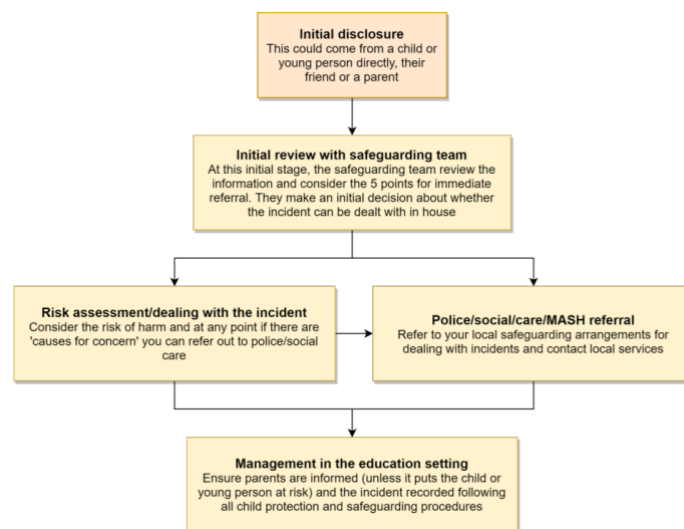 Initial disclosure
This could come from a child or
young person directly, their
friend or a parent
Initial review with safeguarding team
At this initial stage, the safeguarding team review the
information and consider the 5 points for immediate
referral. They make an initial decision about whether
the incident can be dealt with in house
Risk assessment/dealing with the incident
Consider the risk of harm and at any point if there are
'causes for concern' you can refer out to police/social
care
Police/social/care/MASH referral
Refer to your local safeguarding arrangements for
dealing with incidents and contact local services
Management in the education setting
Ensure parents are informed (unless it puts the child or
young person at risk) and the incident recorded following
all child protection and safeguarding procedures